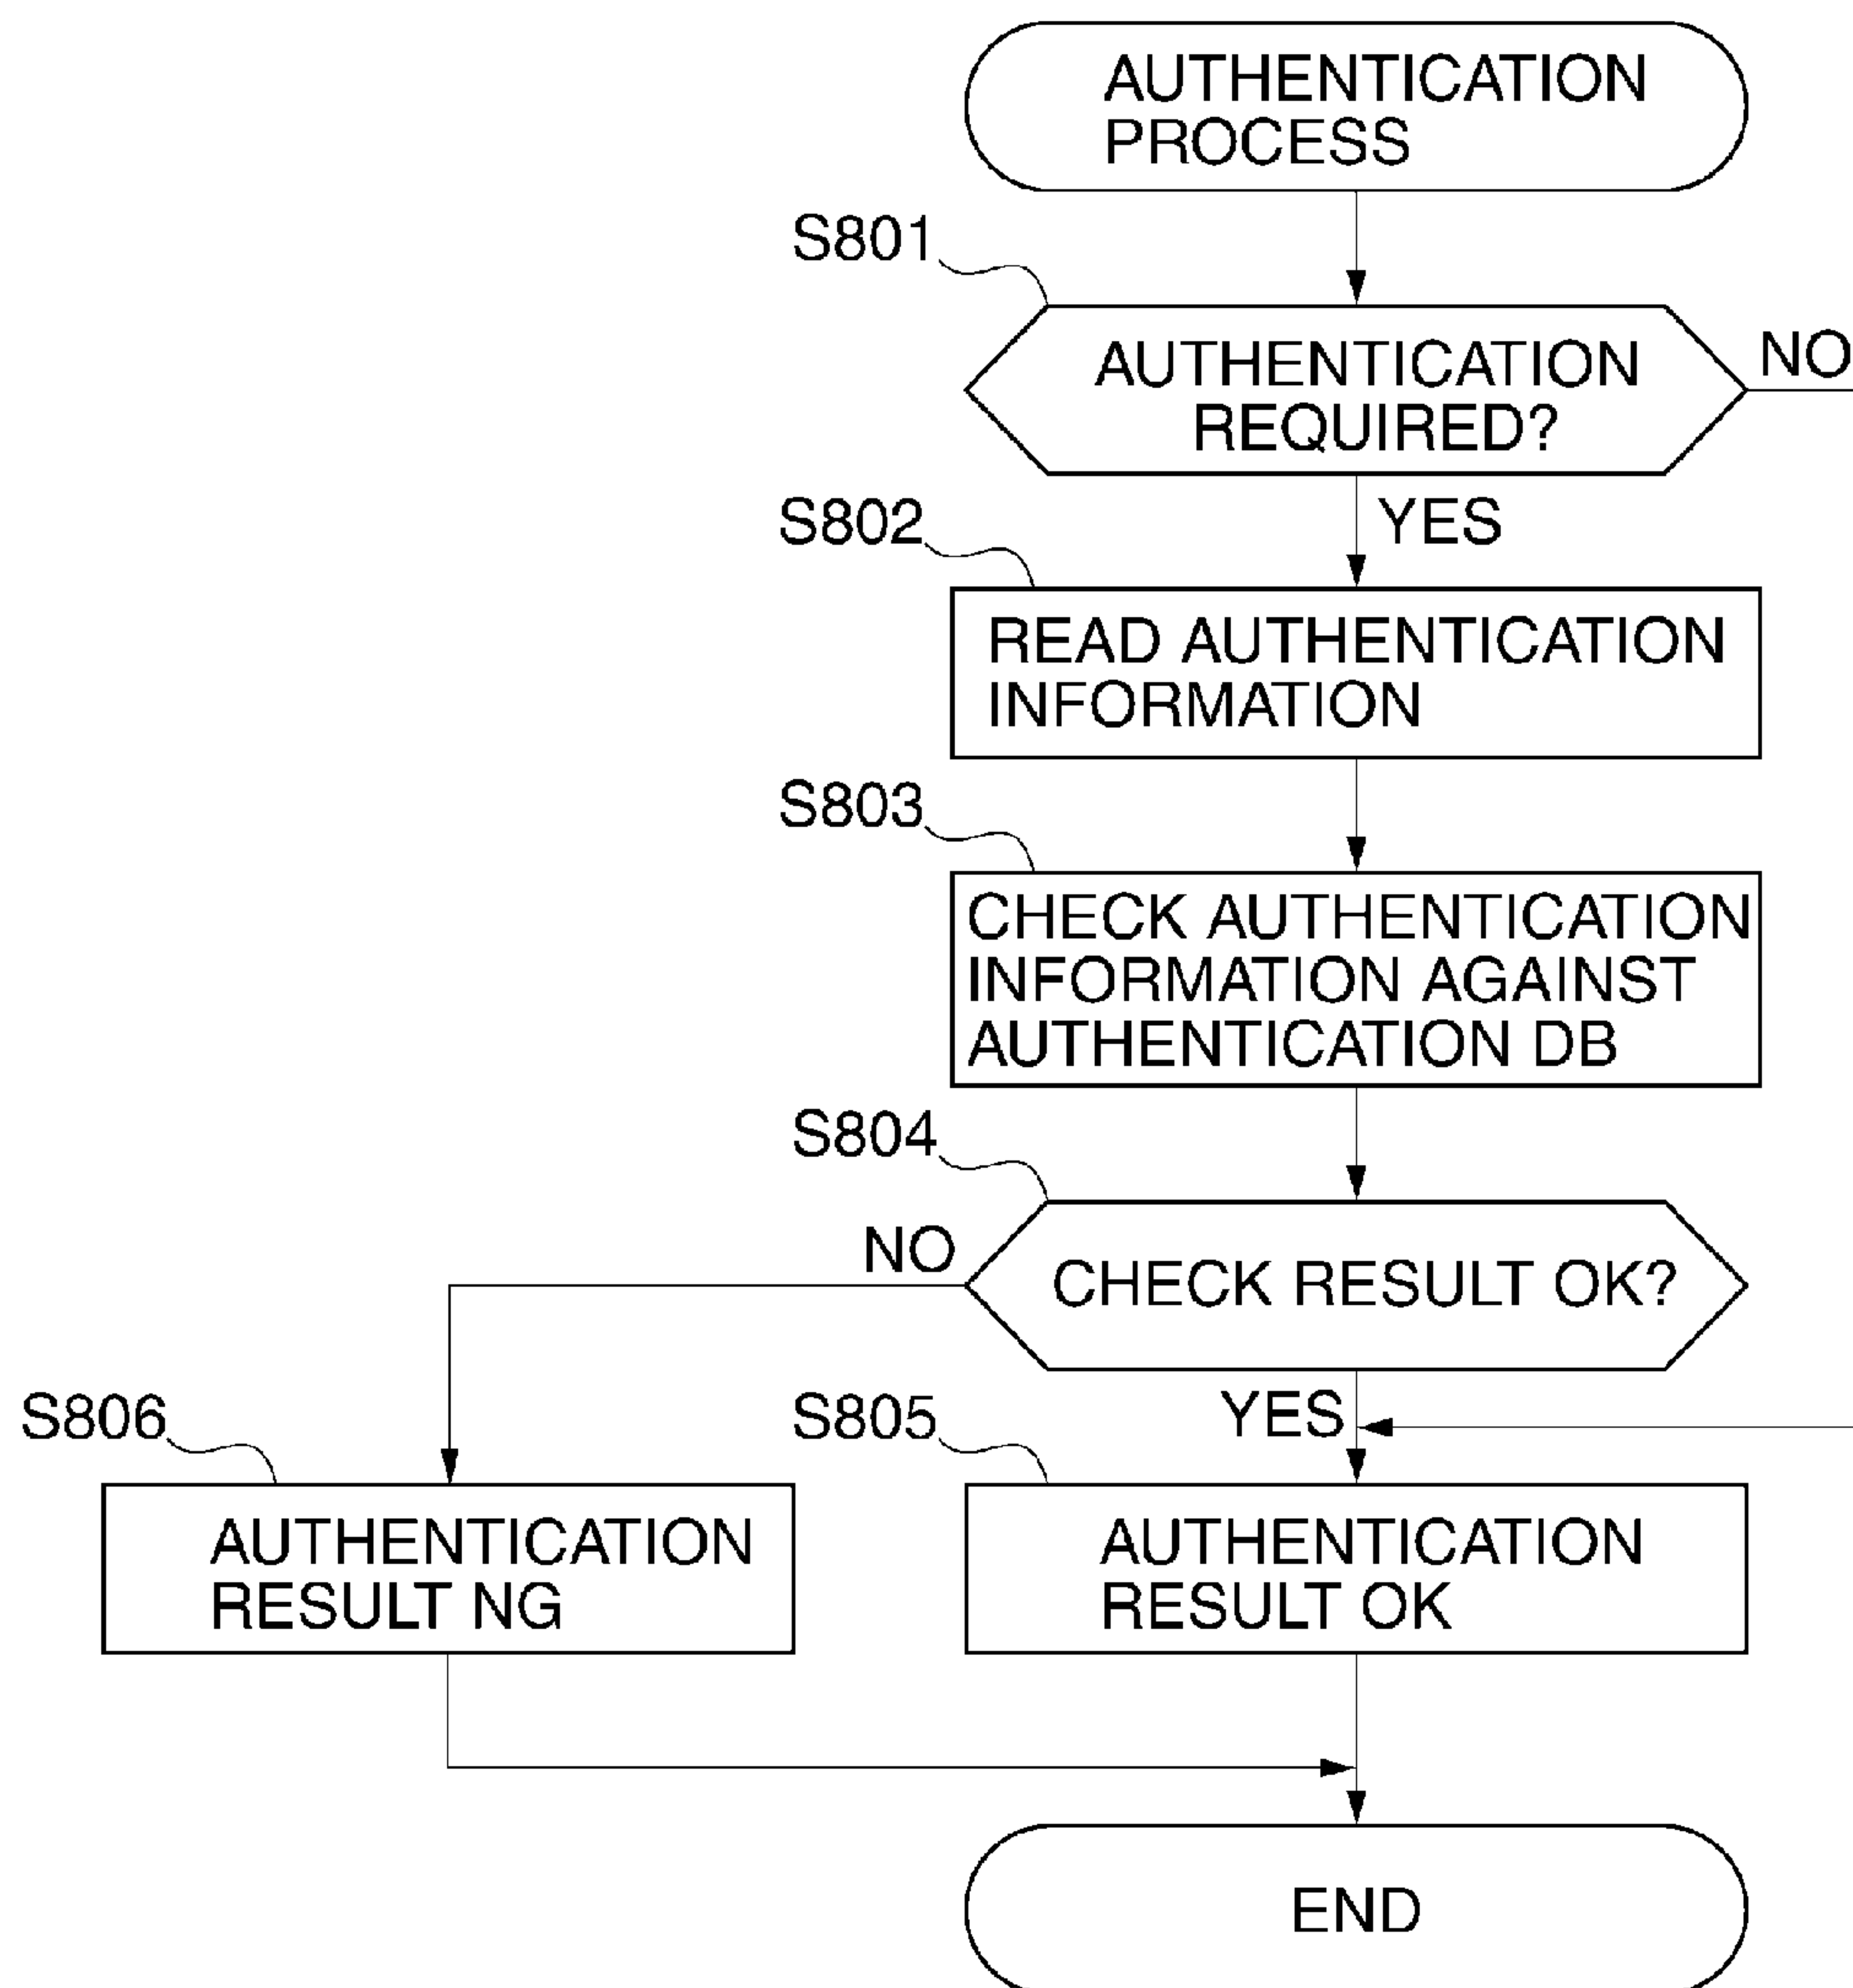 AUTHENTICATION
PROCESS
S801
AUTHENTICATION
REQUIRED?
NO
S802
YES
READ AUTHENTICATION
INFORMATION
S803
CHECK AUTHENTICATION
INFORMATION AGAINST
AUTHENTICATION DB
S804
NO
CHECK RESULT OK?
S806
S805
YES
AUTHENTICATION
RESULT NG
AUTHENTICATION
RESULT OK
END